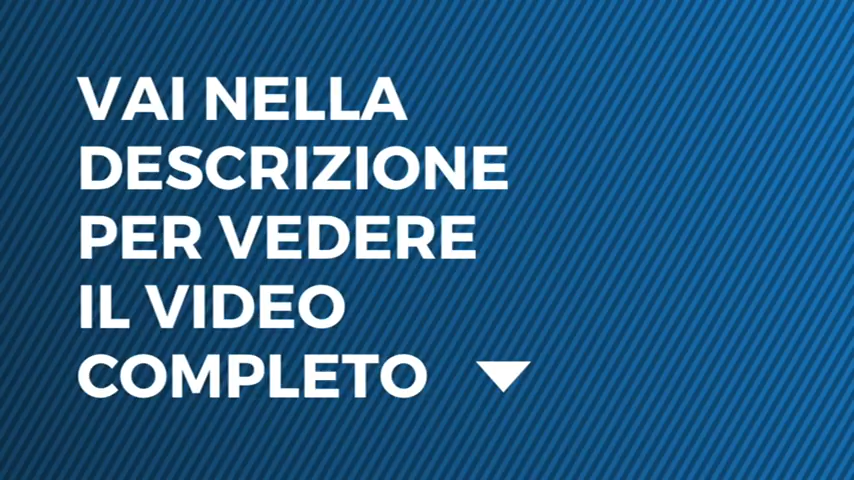 VAI NELLA
DESCRIZIONE
PER VEDERE
IL VIDEO
COMPLETO